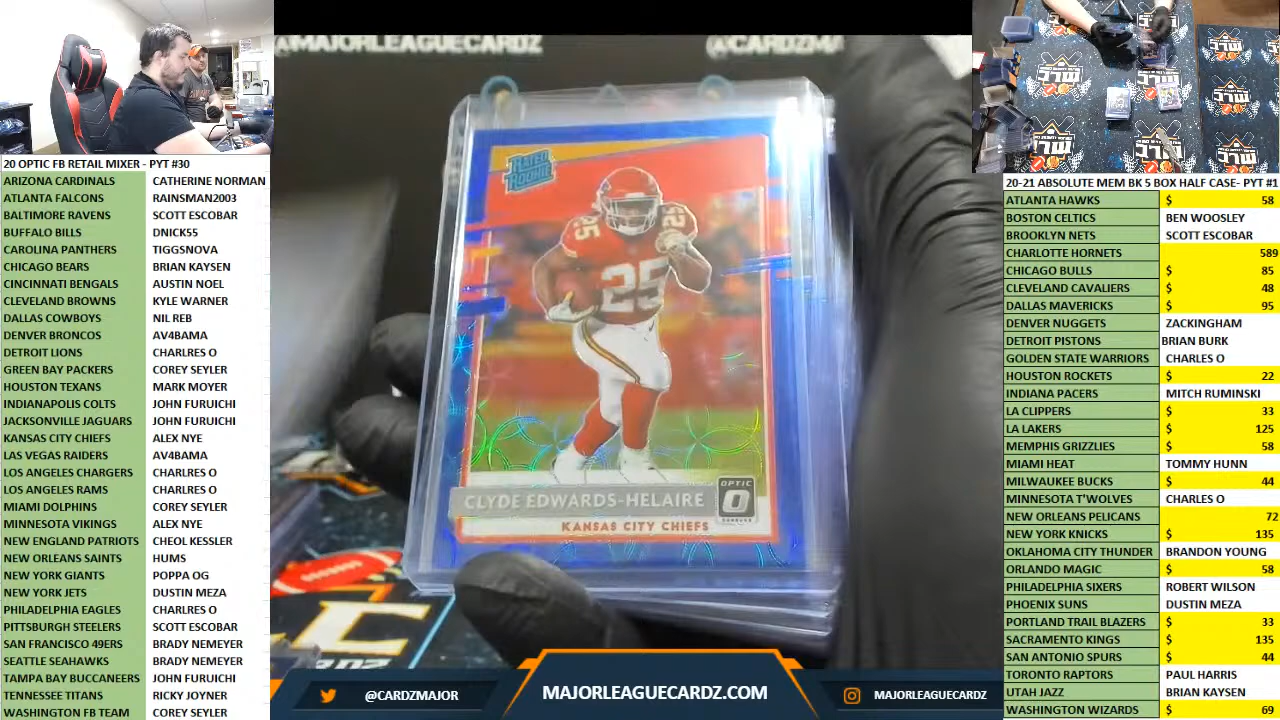 @MAJORLEAGUECARDZ
@CARDZMA
20 OPTIC FB RETAIL MIXER - PYT #30
ARIZONA CARDINALS CATHERINE NORMAN
ATLANTA FALCONS RAINSMAN2003
BALTIMORE RAVENS SCOTT ESCOBAR
BUFFALO BILLS DNICK55
CAROLINA PANTHERS TIGGSNOVA
CHICAGO BEARS BRIAN KAYSEN
CINCINNATI BENGALS AUSTIN NOEL
CLEVELAND BROWNS KYLE WARNER
DALLAS COWBOYS NIL REB
DENVER BRONCOS AV4BAMA
DETROIT LIONS CHARLRES O
GREEN BAY PACKERS COREY SEYLER
HOUSTON TEXANS MARK MOYER
INDIANAPOLIS COLTS JOHN FURUICHI
JACKSONVILLE JAGUARS JOHN FURUICHI
KANSAS CITY CHIEFS ALEX NYE
LAS VEGAS RAIDERS AV4BAMA
LOS ANGELES CHARGERS CHARLRES O
LOS ANGELES RAMS CHARLRES O
MIAMI DOLPHINS COREY SEYLER
MINNESOTA VIKINGS ALEX NYE
NEW ENGLAND PATRIOTS CHEOL KESSLER
NEW ORLEANS SAINTS HUMS
NEW YORK GIANTS POPPA OG
NEW YORK JETS DUSTIN MEZA
PHILADELPHIA EAGLES CHARLRES O
PITTSBURGH STEELERS SCOTT ESCOBAR
SAN FRANCISCO 49ERS BRADY NEMEYER
SEATTLE SEAHAWKS BRADY NEMEYER
TAMPA BAY BUCCANEERS JOHN FURUICHI
TENNESSEE TITANS RICKY JOYNER
WASHINGTON FB TEAM COREY SEYLER
RATED
ROOKIE
25
25
25
CLYDE EDWARDS-HELAIRE
OPTIC
KANSAS CITY CHIEFS
@CARDZMAJOR
MAJORLEAGUECARDZ.COM
MAJORLEAGUECARDZ
20-21 ABSOLUTE MEM BK 5 BOX HALF CASE- PYT #1
ATLANTA HAWKS $ 58
BOSTON CELTICS BEN WOOSLEY
BROOKLYN NETS SCOTT ESCOBAR
CHARLOTTE HORNETS 589
CHICAGO BULLS $ 85
CLEVELAND CAVALIERS $ 48
DALLAS MAVERICKS $ 95
DENVER NUGGETS ZACKINGHAM
DETROIT PISTONS BRIAN BURK
GOLDEN STATE WARRIORS CHARLES O
HOUSTON ROCKETS $ 22
INDIANA PACERS MITCH RUMINSKI
LA CLIPPERS $ 33
LA LAKERS $ 125
MEMPHIS GRIZZLIES $ 58
MIAMI HEAT TOMMY HUNN
MILWAUKEE BUCKS $ 44
MINNESOTA T'WOLVES CHARLES O
NEW ORLEANS PELICANS 72
NEW YORK KNICKS $ 135
OKLAHOMA CITY THUNDER BRANDON YOUNG
ORLANDO MAGIC $ 58
PHILADELPHIA SIXERS ROBERT WILSON
PHOENIX SUNS DUSTIN MEZA
PORTLAND TRAIL BLAZERS $ 33
SACRAMENTO KINGS $ 135
SAN ANTONIO SPURS $ 44
TORONTO RAPTORS PAUL HARRIS
UTAH JAZZ BRIAN KAYSEN
WASHINGTON WIZARDS $ 69